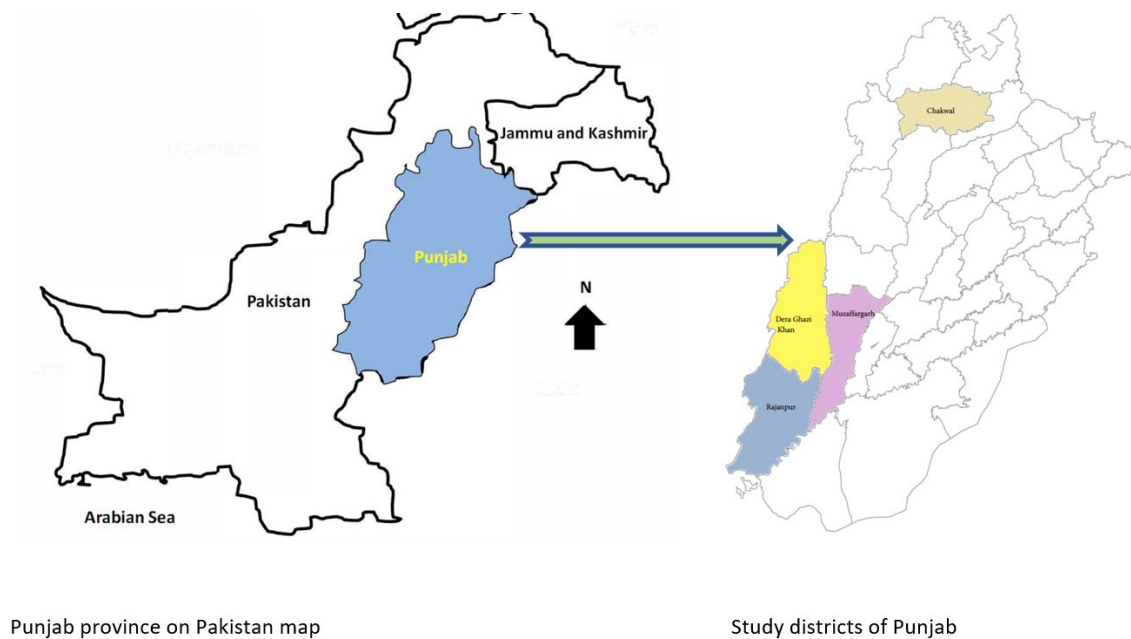 Jammu and Kashmir
Punjab
Pakistan
N
Arabian Sea
Chakwal
Dera Ghazi
Khan
Muzaffargarh
Rajanpur
Punjab province on Pakistan map
Study districts of Punjab